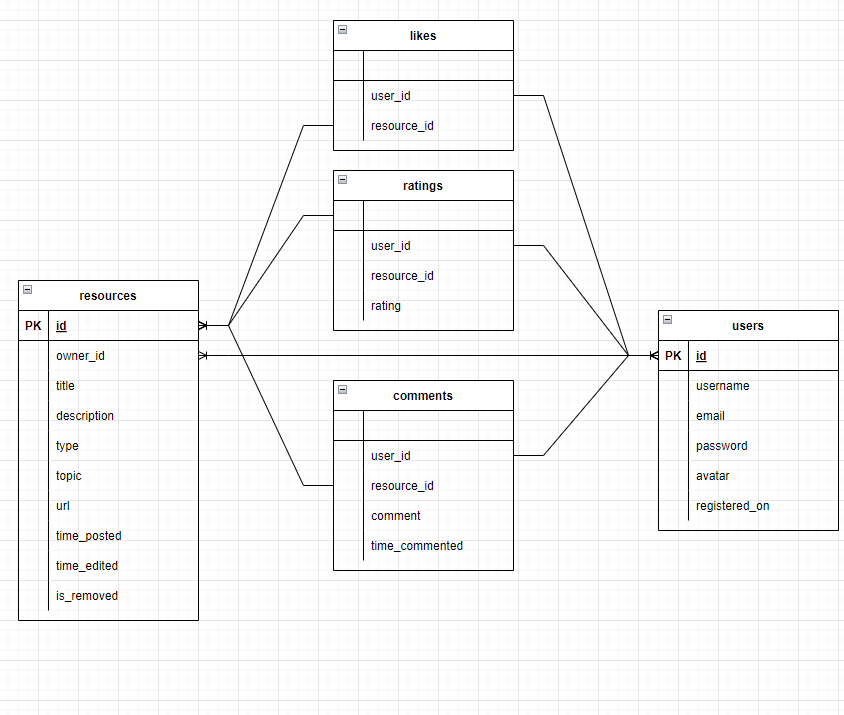 likes
user_id
resource_id
ratings
user_id
resource_id
rating
resources
PK id
owner_id
title
description
type
topic
url
time_posted
time_edited
is_removed
comments
user_id
resource_id
comment
time_commented
users
PK id
username
email
password
avatar
registered_on